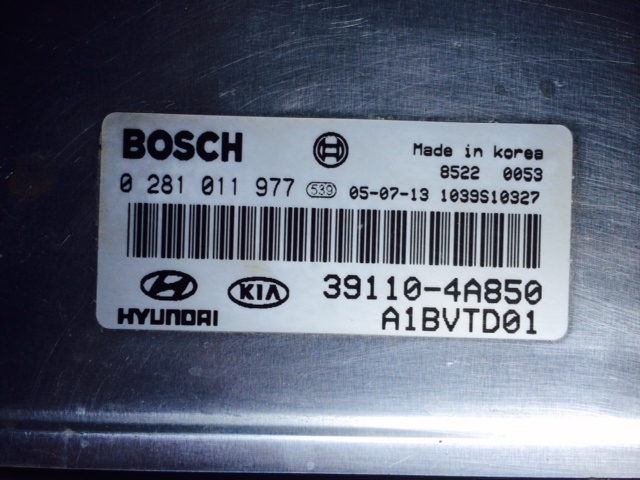 BOSCH
Made in korea
8522 0053
0 281 011 977 539 05-07-13 1039S10327
HYUNDAI KIA 39110-4A850
A1BVTD01